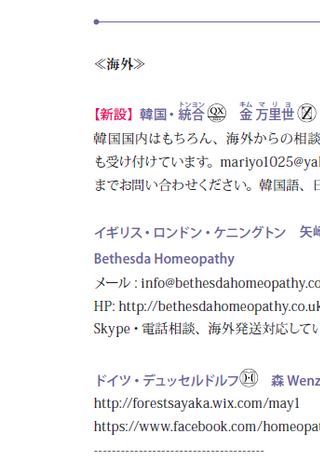 ≪海外≫
【新設】 韓国・統合 QX 金 万里世 Z
トンヨン キム マ リ ヨ
韓国国内はもちろん、海外からの相談
も受け付けています。mariyo1025@ya
までお問い合わせください。韓国語、
イギリス・ロンドン・ケニングトン 矢
Bethesda Homeopathy
メール : info@bethesdahomeopathy.co
HP: http://bethesdahomeopathy.co.uk
Skype・電話相談、海外発送対応してい
ドイツ・デュッセルドルフ H 森 Wenz
http://forestsayaka.wix.com/may1
https://www.facebook.com/homeopat